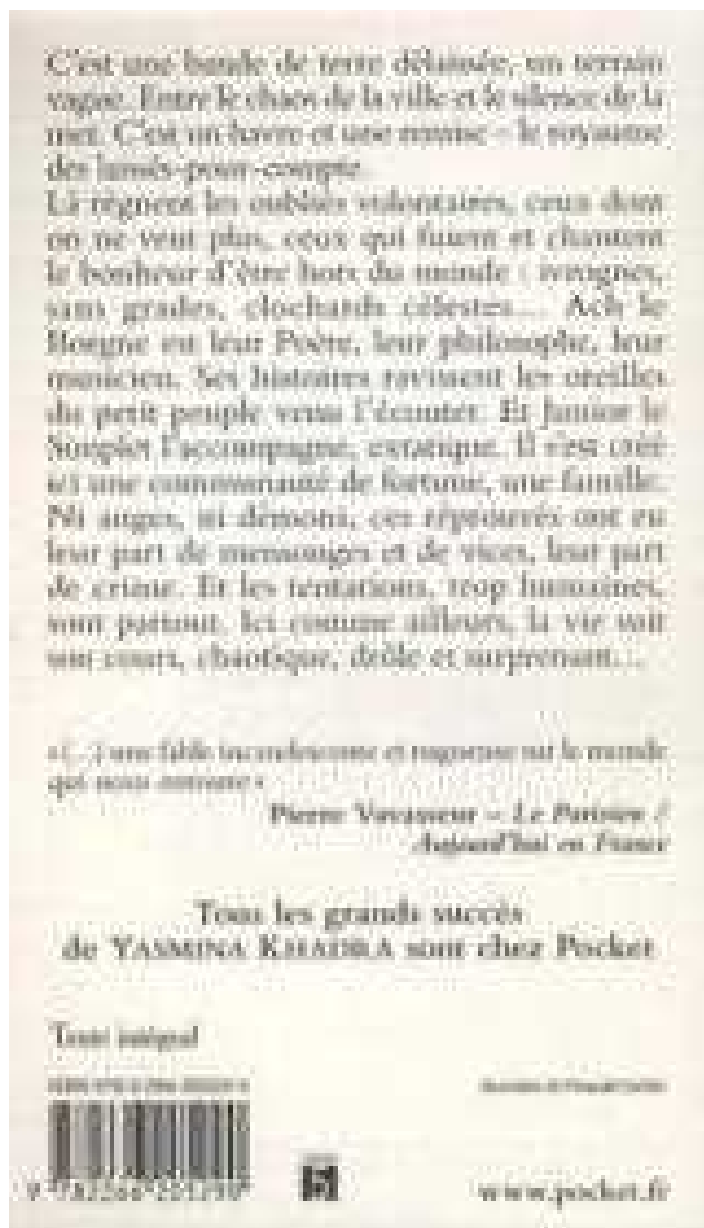 C'est une bande de terre délaissée, un terrain
vague. Entre le chaos de la ville et le silence de la
mer. C'est un havre et une remise – le royaume
des laissés-pour-compte.
Là règnent les oubliés volontaires, ceux dont
on ne veut plus, ceux qui fuient et chantent
le bonheur d'être hors du monde : ivrognes,
sans grades, clochards célestes... Ach le
Borgne est leur Poète, leur philosophe, leur
musicien. Ses histoires ravissent les oreilles
du petit peuple venu l'écouter. Et Junior le
Simplet l'accompagne, extatique. Il s'est créé
ici une communauté de fortune, une famille.
Ni anges, ni démons, ces réprouvés ont eu
leur part de mensonges et de vices, leur part
de crime. Et les tentations, trop humaines,
sont partout. Ici comme ailleurs, la vie suit
son cours, chaotique, drôle et surprenant...
« (...) une fable incandescente et rageuse sur le monde
qui nous entoure »
Pierre Vavasseur – Le Parisien /
Aujourd'hui en France
Tous les grands succès
de YASMINA KHADRA sont chez Pocket
Texte intégral
www.pocket.fr